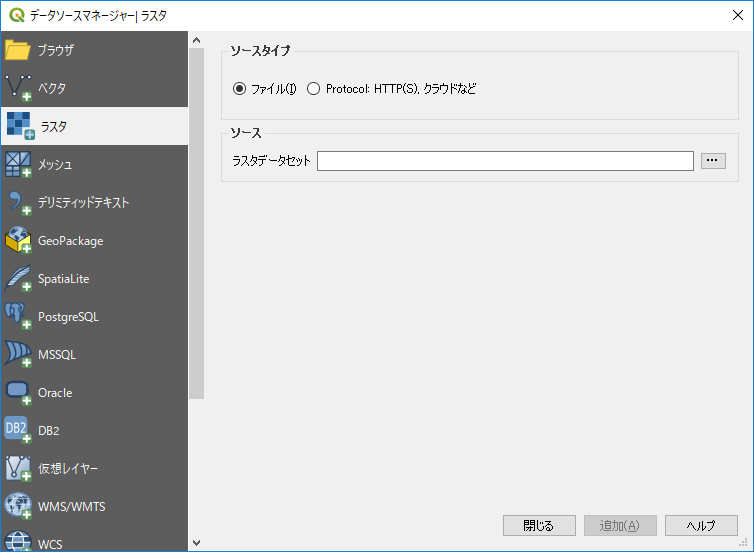 データソースマネージャー | ラスタ
ブラウザ
ベクタ
ラスタ
メッシュ
デリミティッドテキスト
GeoPackage
SpatiaLite
PostgreSQL
MSSQL
Oracle
DB2
DB2
仮想レイヤー
WMS/WMTS
WCS
ソースタイプ
ファイル(I) Protocol: HTTP(S), クラウドなど
ソース
ラスタデータセット ...
閉じる 追加(A) ヘルプ